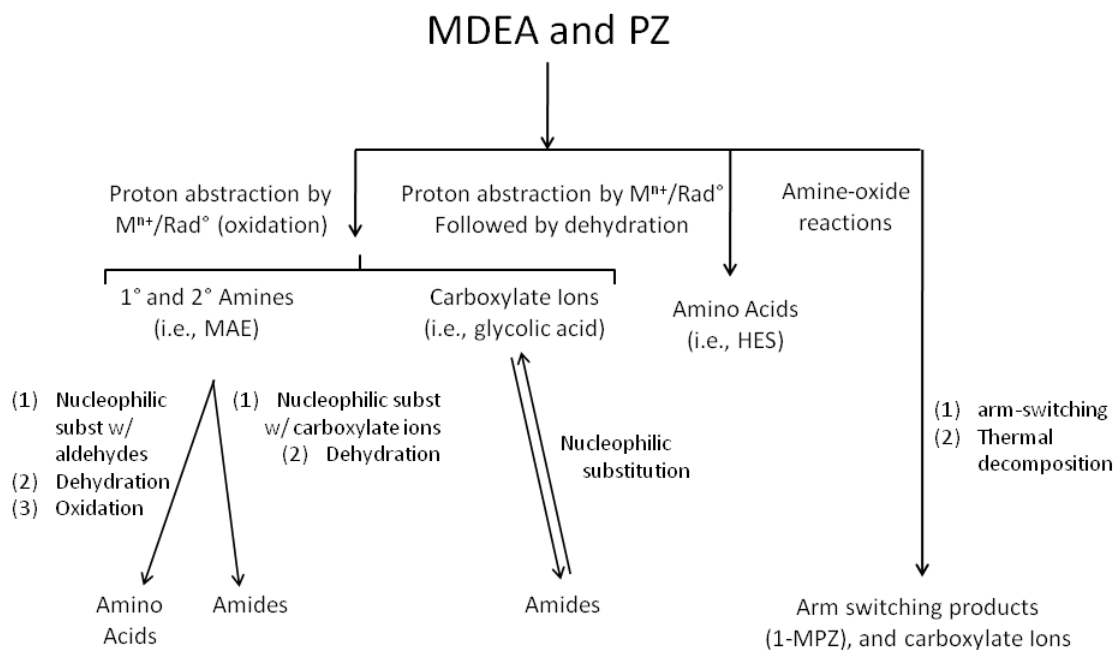 MDEA and PZ
Proton abstraction by
Mⁿ⁺/Rad° (oxidation)
Proton abstraction by Mⁿ⁺/Rad°
Followed by dehydration
Amine-oxide
reactions
1° and 2° Amines
(i.e., MAE)
Carboxylate Ions
(i.e., glycolic acid)
Amino Acids
(i.e., HES)
(1) Nucleophilic
subst w/
aldehydes
(2) Dehydration
(3) Oxidation
(1) Nucleophilic subst
w/ carboxylate ions
(2) Dehydration
Nucleophilic
substitution
(1) arm-switching
(2) Thermal
decomposition
Amino
Acids
Amides
Amides
Arm switching products
(1-MPZ), and carboxylate Ions